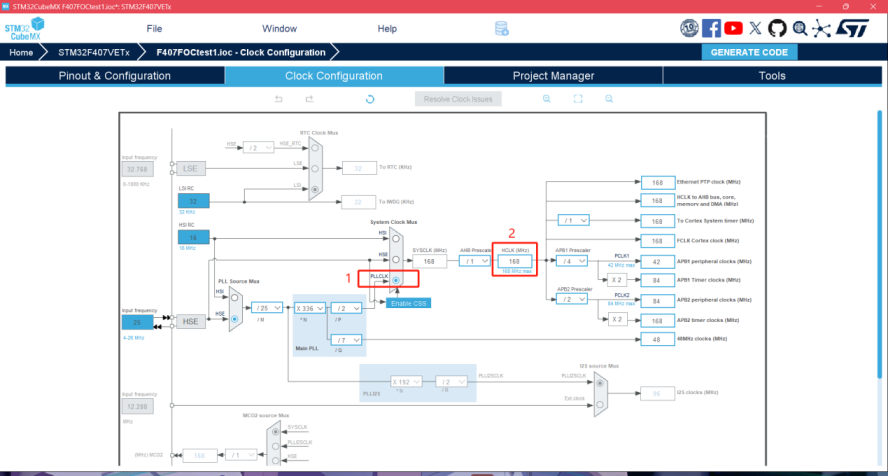 STM32CubeMX F407FOCtest1.ioc*: STM32F407VETx
STM32 CubeMX
File
Window
Help
Home
STM32F407VETx
F407FOCtest1.ioc - Clock Configuration
GENERATE CODE
Pinout & Configuration
Clock Configuration
Project Manager
Tools
Resolve Clock Issues
RTC Clock Mux
HSE
/ 2
HSE_RTC
Input frequency
32.768
LSE
LSE
32
To RTC (KHz)
0-1000 KHz
LSI RC
LSI
32
32
To IWDG (KHz)
32 KHz
HSI RC
16
16 MHz
System Clock Mux
HSI
HSE
PLLCLK
Enable CSS
1
2
SYSCLK (MHz)
168
AHB Prescaler
/ 1
HCLK (MHz)
168
168 MHz max
168
Ethernet PTP clock (MHz)
168
HCLK to AHB bus, core,
memory and DMA (MHz)
/ 1
168
To Cortex System timer (MHz)
168
FCLK Cortex clock (MHz)
APB1 Prescaler
/ 4
PCLK1
42 MHz max
42
APB1 peripheral clocks (MHz)
X 2
84
APB1 Timer clocks (MHz)
APB2 Prescaler
/ 2
PCLK2
84 MHz max
84
APB2 peripheral clocks (MHz)
X 2
168
APB2 timer clocks (MHz)
48
48MHz clocks (MHz)
PLL Source Mux
HSI
HSE
Input frequency
25
HSE
4-26 MHz
/ 25
/ M
X 336
* N
/ 2
/ P
/ 7
/ Q
Main PLL
X 192
* N
/ 2
/ R
PLLI2S
PLLI2SCLK
I2S source Mux
PLLI2SCLK
Ext.clock
96
I2S clocks (MHz)
Input frequency
12.288
MHz
MCO2 source Mux
SYSCLK
PLLI2SCLK
HSE
(MHz) MCO2
168
/ 1